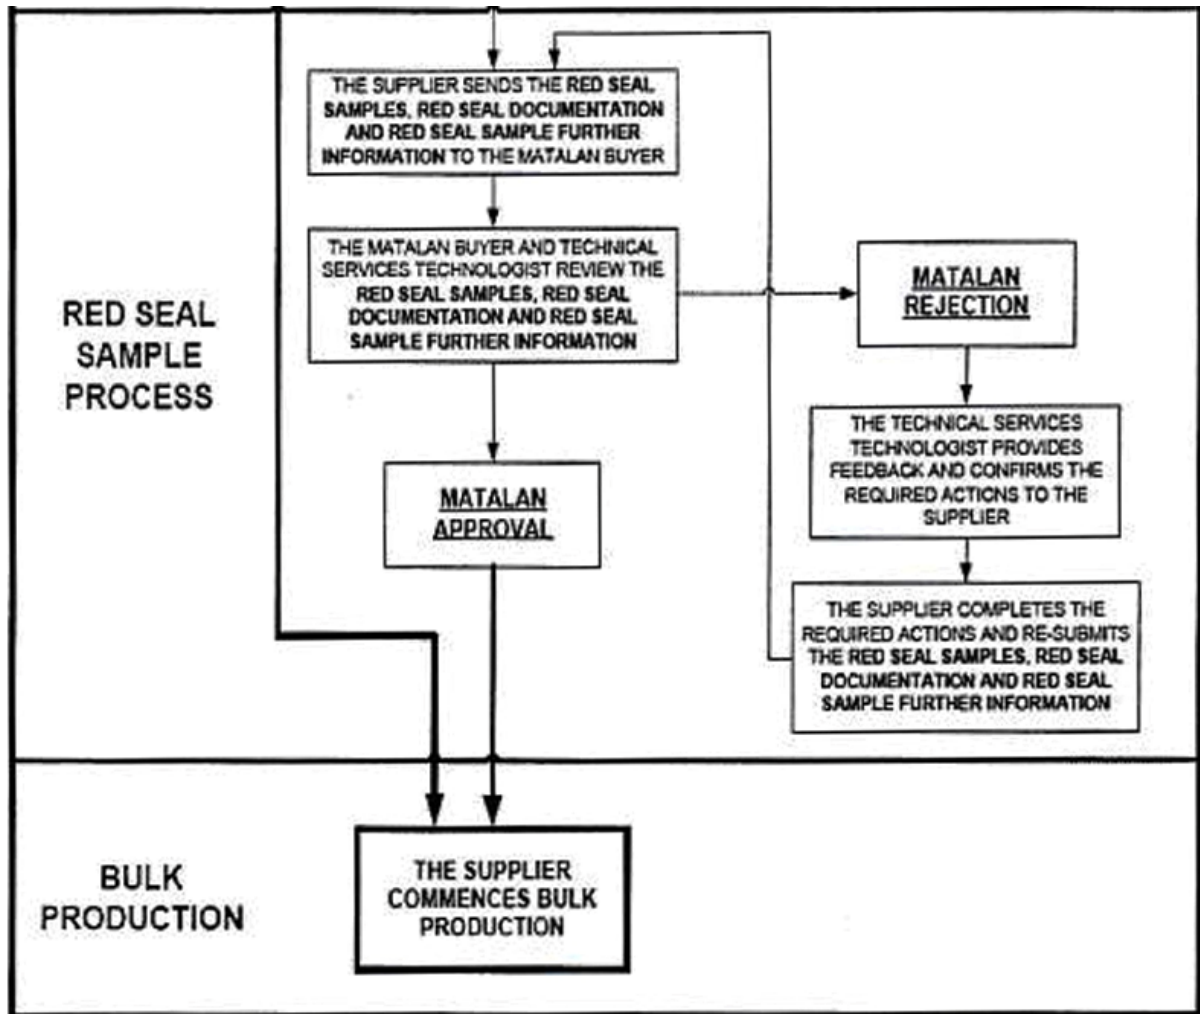 RED SEAL
SAMPLE
PROCESS
THE SUPPLIER SENDS THE RED SEAL
SAMPLES, RED SEAL DOCUMENTATION
AND RED SEAL SAMPLE FURTHER
INFORMATION TO THE MATALAN BUYER
THE MATALAN BUYER AND TECHNICAL
SERVICES TECHNOLOGIST REVIEW THE
RED SEAL SAMPLES, RED SEAL
DOCUMENTATION AND RED SEAL
SAMPLE FURTHER INFORMATION
MATALAN
REJECTION
THE TECHNICAL SERVICES
TECHNOLOGIST PROVIDES
FEEDBACK AND CONFIRMS THE
REQUIRED ACTIONS TO THE
SUPPLIER
MATALAN
APPROVAL
THE SUPPLIER COMPLETES THE
REQUIRED ACTIONS AND RE-SUBMITS
THE RED SEAL SAMPLES, RED SEAL
DOCUMENTATION AND RED SEAL
SAMPLE FURTHER INFORMATION
BULK
PRODUCTION
THE SUPPLIER
COMMENCES BULK
PRODUCTION